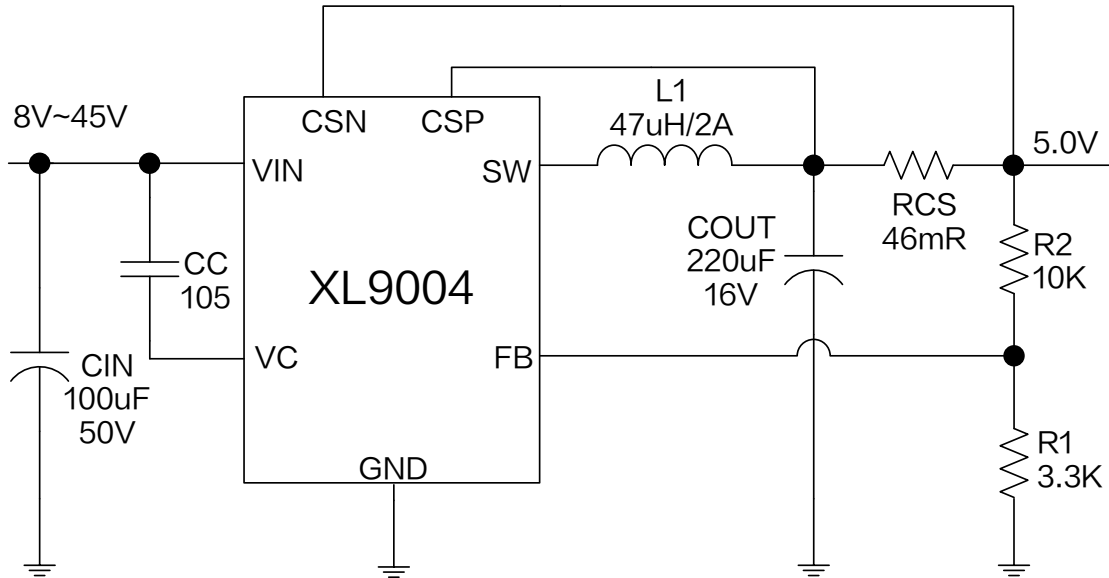 8V~45V
CSN
CSP
L1
47uH/2A
5.0V
VIN
SW
RCS
46mR
CC
105
XL9004
COUT
220uF
16V
R2
10K
VC
FB
CIN
100uF
50V
GND
R1
3.3K